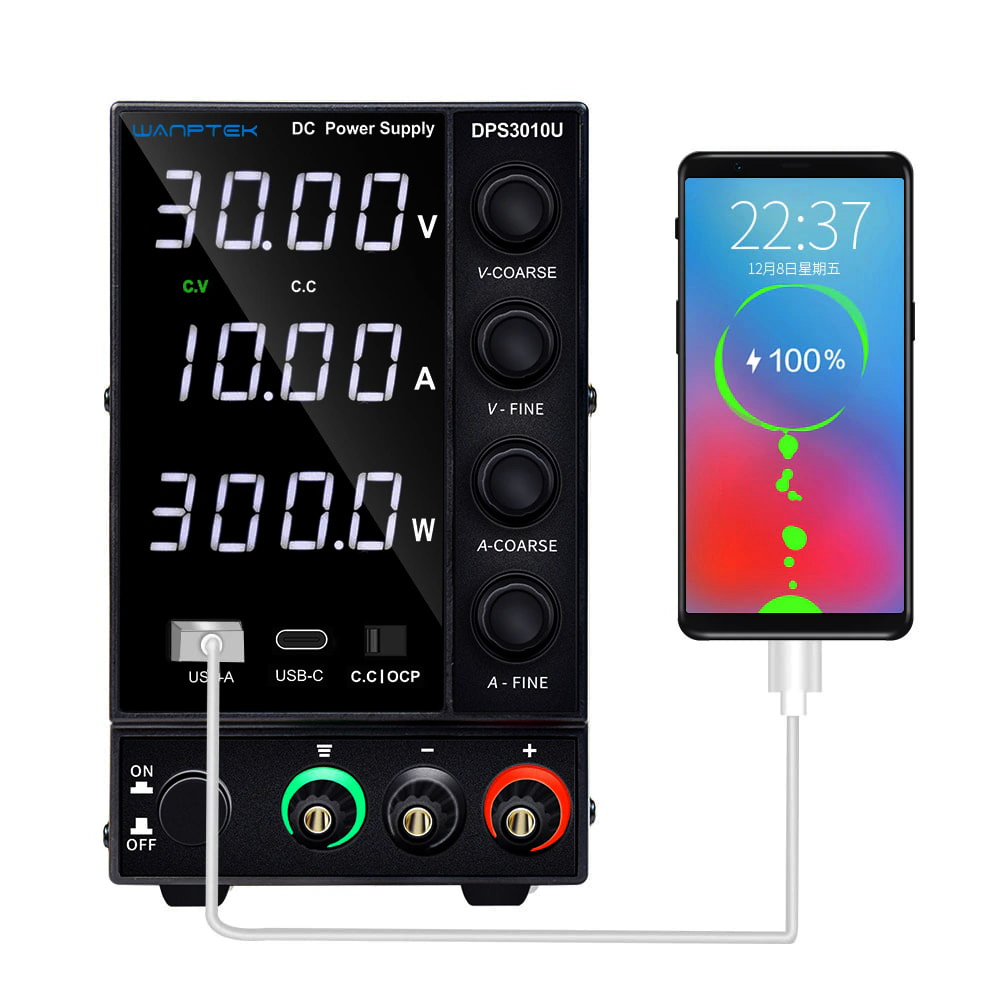 WANPTEK DC Power Supply DPS3010U
30.00 V
C.V C.C
10.00 A
300.0 W
V-COARSE
V - FINE
A-COARSE
A - FINE
USB-A USB-C C.C|OCP
ON
OFF
− +
22:37
12月8日星期五
100%